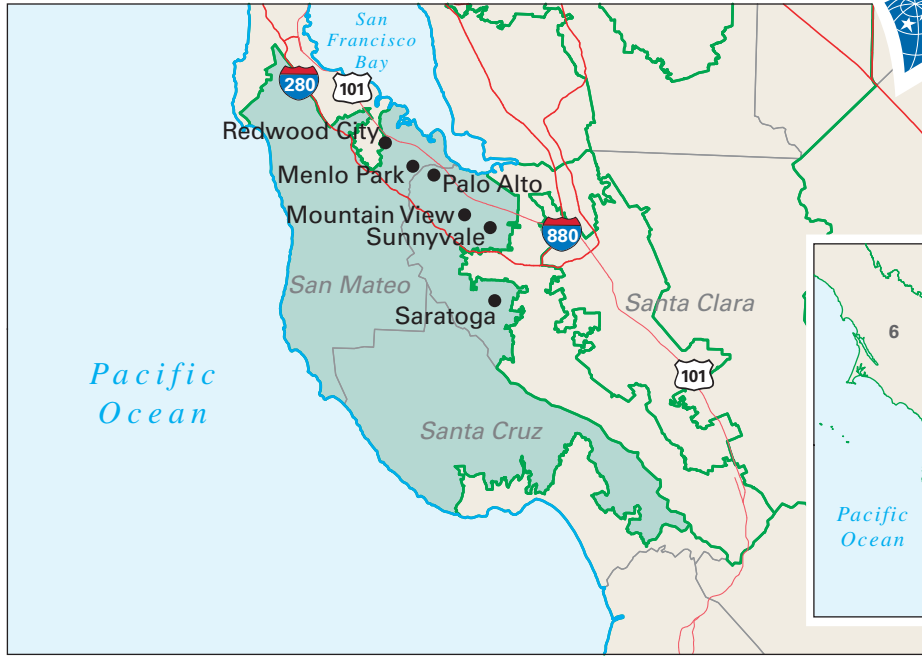 San
Francisco
Bay
280
101
Redwood City
Menlo Park
Palo Alto
Mountain View
Sunnyvale
880
San Mateo
Santa Clara
Saratoga
6
101
Pacific
Ocean
Santa Cruz
Pacific
Ocean